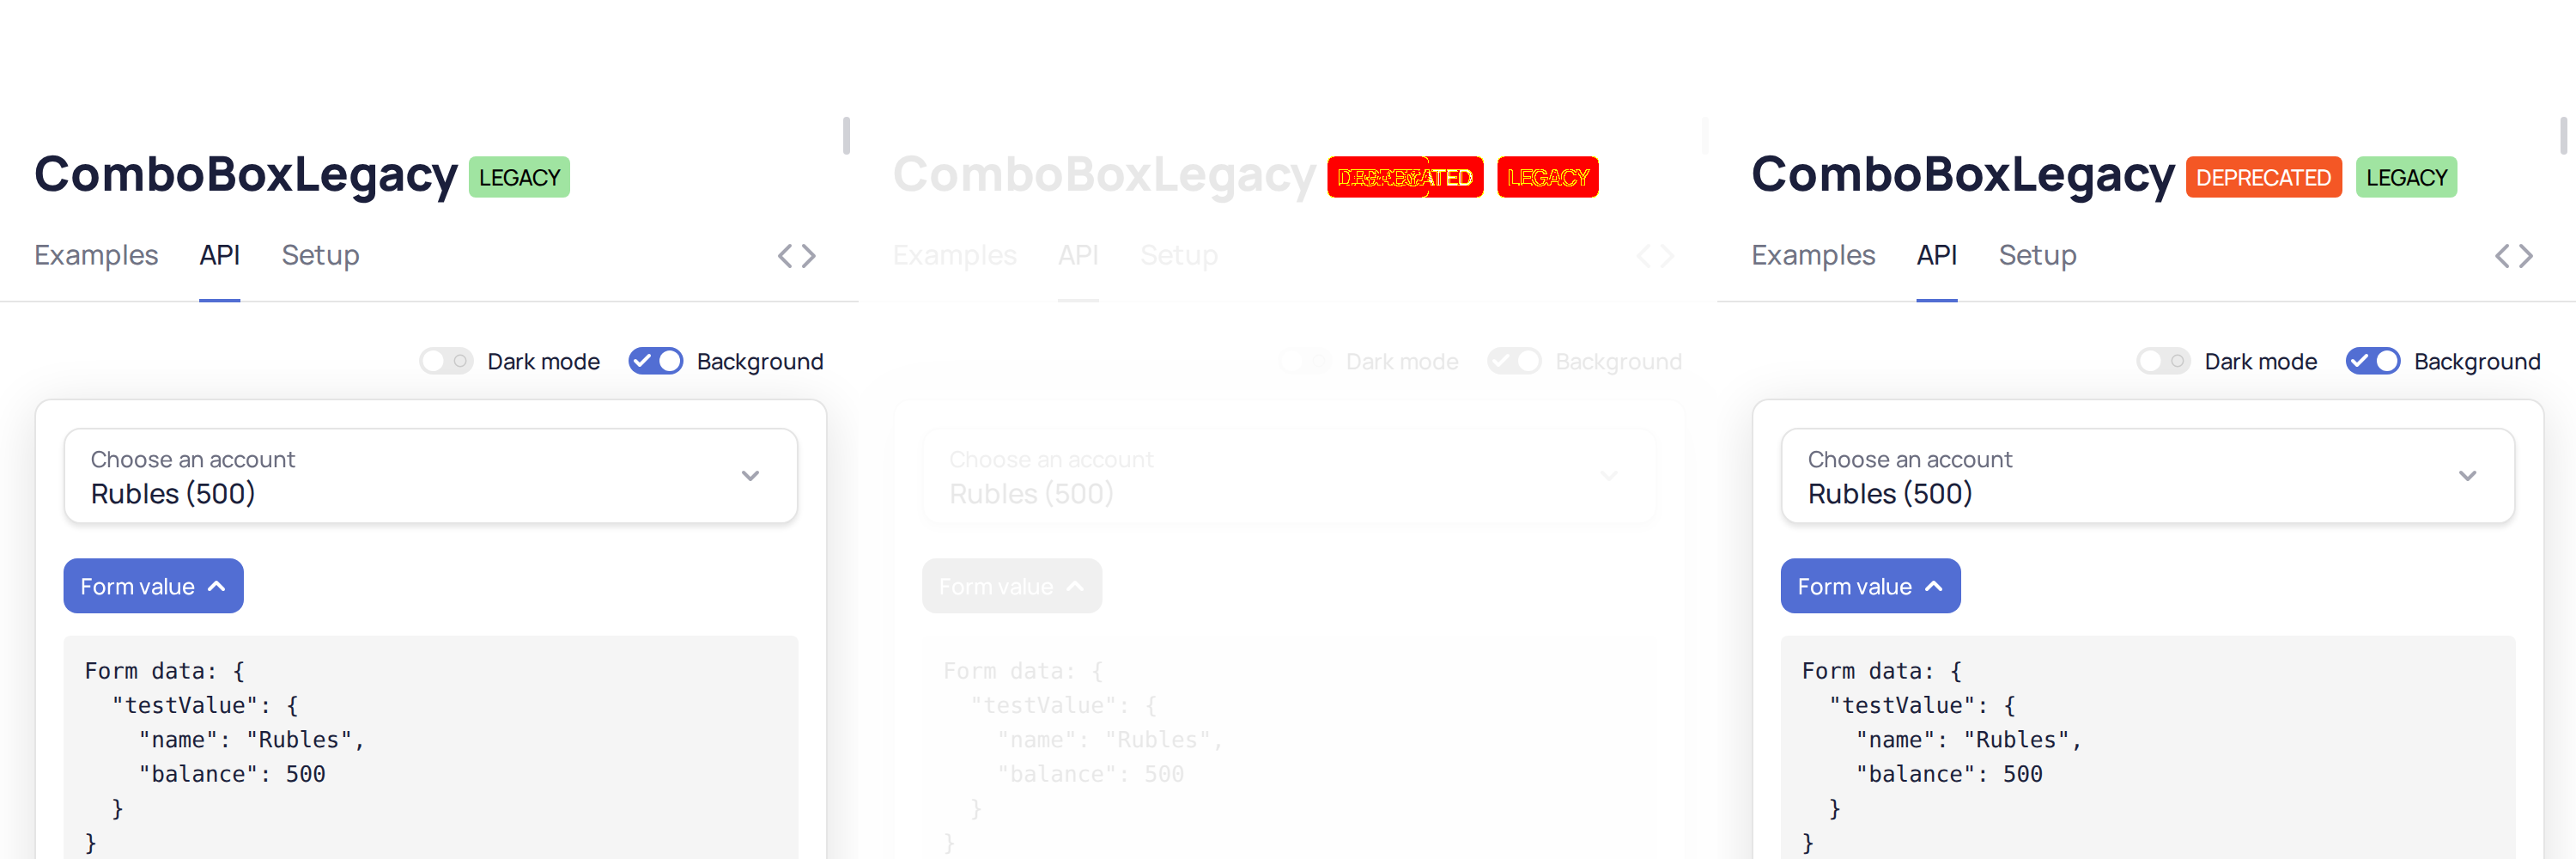 ComboBoxLegacy LEGACY
Examples API Setup
Dark mode Background
Choose an account
Rubles (500)
Form value
Form data: {
"testValue": {
"name": "Rubles",
"balance": 500
}
}
ComboBoxLegacy LEGACY
Examples API Setup
Dark mode Background
Choose an account
Rubles (500)
Form value
Form data: {
"testValue": {
"name": "Rubles",
"balance": 500
}
}
ComboBoxLegacy DEPRECATED LEGACY
Examples API Setup
Dark mode Background
Choose an account
Rubles (500)
Form value
Form data: {
"testValue": {
"name": "Rubles",
"balance": 500
}
}